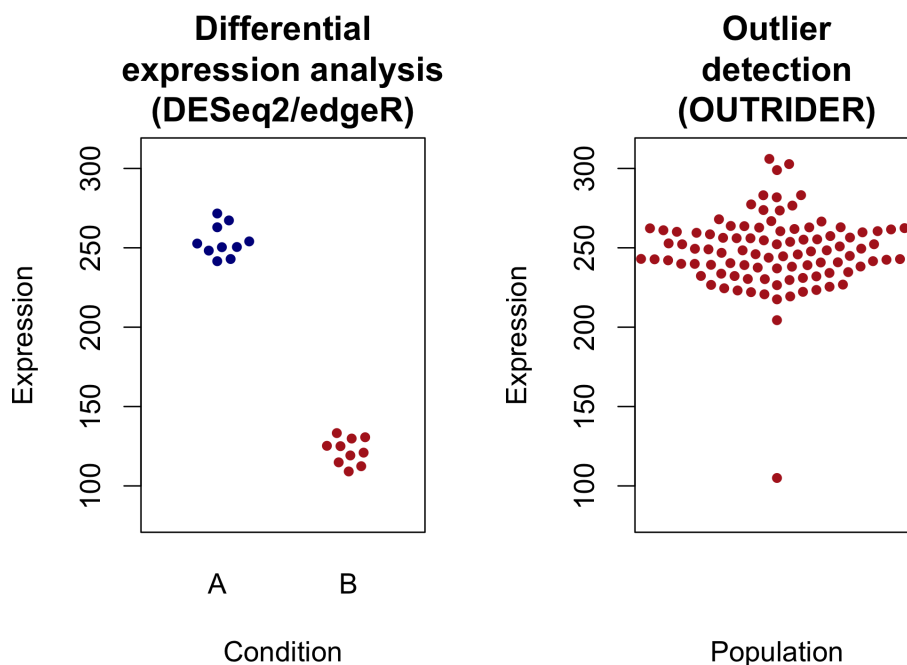 Differential
expression analysis
(DESeq2/edgeR)
Expression
300
250
200
150
100
A B
Condition
Outlier
detection
(OUTRIDER)
Expression
300
250
200
150
100
Population